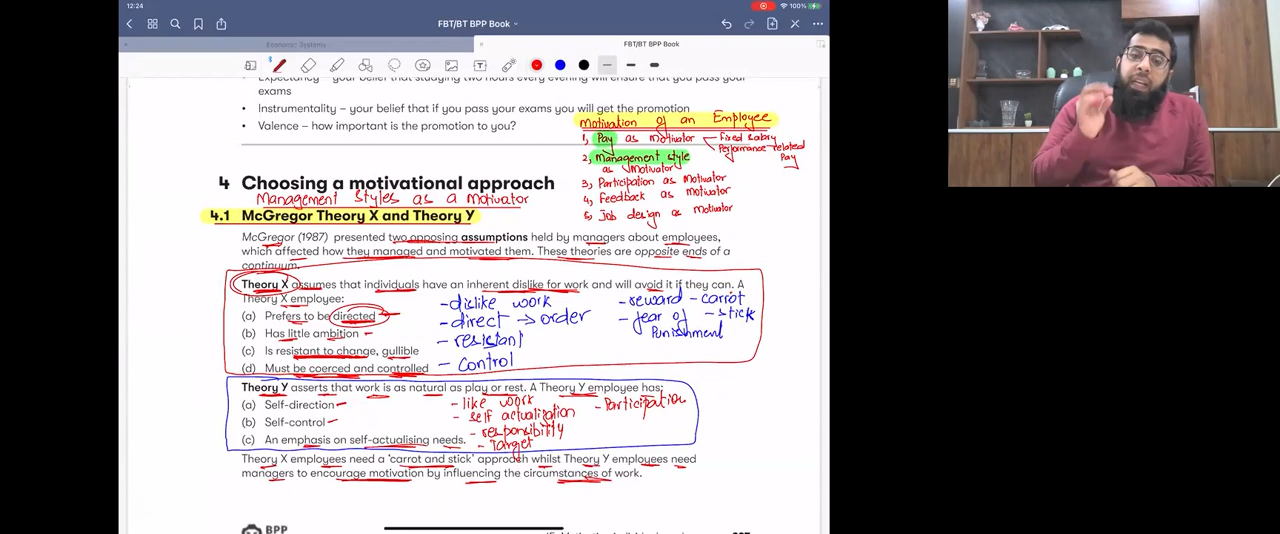 12:24
100%
FBT/BT BPP Book
Economic Systems
FBT/BT BPP Book
Expectancy – your belief that studying two hours every evening will ensure that you pass your
exams
• Instrumentality – your belief that if you pass your exams you will get the promotion
• Valence – how important is the promotion to you?
Motivation of an Employee
1, Pay as Motivator
Fixed salary
Performance-related
Pay
2, Management style
as Motivator
3, Participation as Motivator
4, Feedback as Motivator
5, Job design as Motivator
4 Choosing a motivational approach
Management Styles as a Motivator
4.1 McGregor Theory X and Theory Y
McGregor (1987) presented two opposing assumptions held by managers about employees,
which affected how they managed and motivated them. These theories are opposite ends of a
continuum.
Theory X assumes that individuals have an inherent dislike for work and will avoid it if they can. A
Theory X employee:
(a) Prefers to be directed
(b) Has little ambition
(c) Is resistant to change, gullible
(d) Must be coerced and controlled
- dislike work
- direct → order
- resistant
- control
- reward - carrot
- fear of - stick
Punishment
Theory Y asserts that work is as natural as play or rest. A Theory Y employee has:
(a) Self-direction
(b) Self-control
(c) An emphasis on self-actualising needs.
- like work
- self actualization
- responsibility
- Target
- Participation
Theory X employees need a 'carrot and stick' approach whilst Theory Y employees need
managers to encourage motivation by influencing the circumstances of work.
BPP